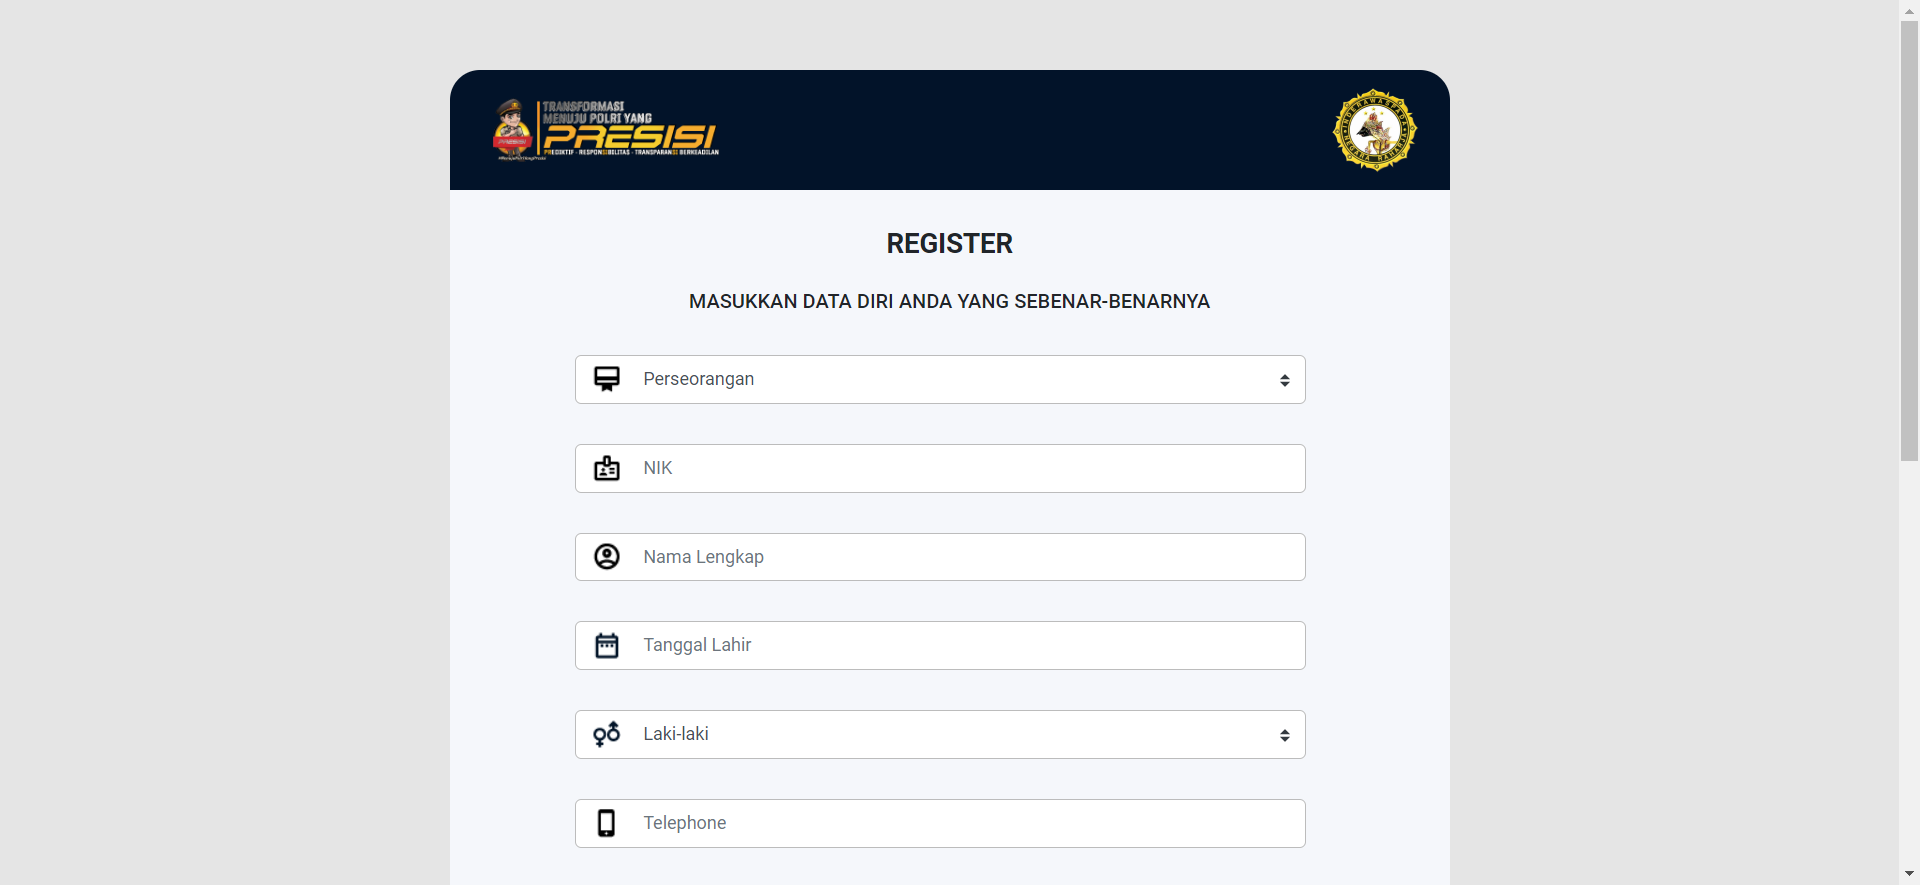 TRANSFORMASI
MENUJU POLRI YANG
PRESISI
PREDIKTIF - RESPONSIBILITAS - TRANSPARANSI BERKEADILAN
REGISTER
MASUKKAN DATA DIRI ANDA YANG SEBENAR-BENARNYA
Perseorangan
NIK
Nama Lengkap
Tanggal Lahir
Laki-laki
Telephone